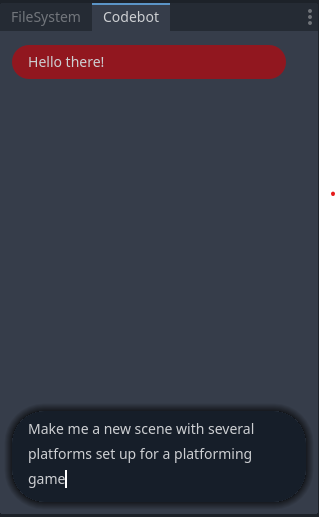 FileSystem Codebot
Hello there!
Make me a new scene with several
platforms set up for a platforming
game